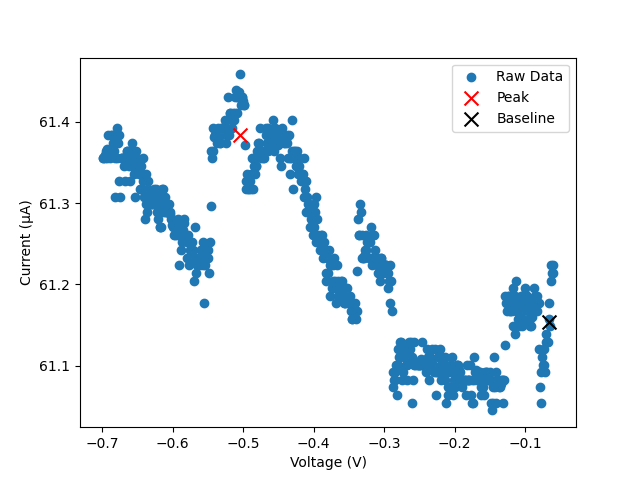 Raw Data
Peak
Baseline
61.4
61.3
61.2
61.1
Current (μA)
−0.7 −0.6 −0.5 −0.4 −0.3 −0.2 −0.1
Voltage (V)